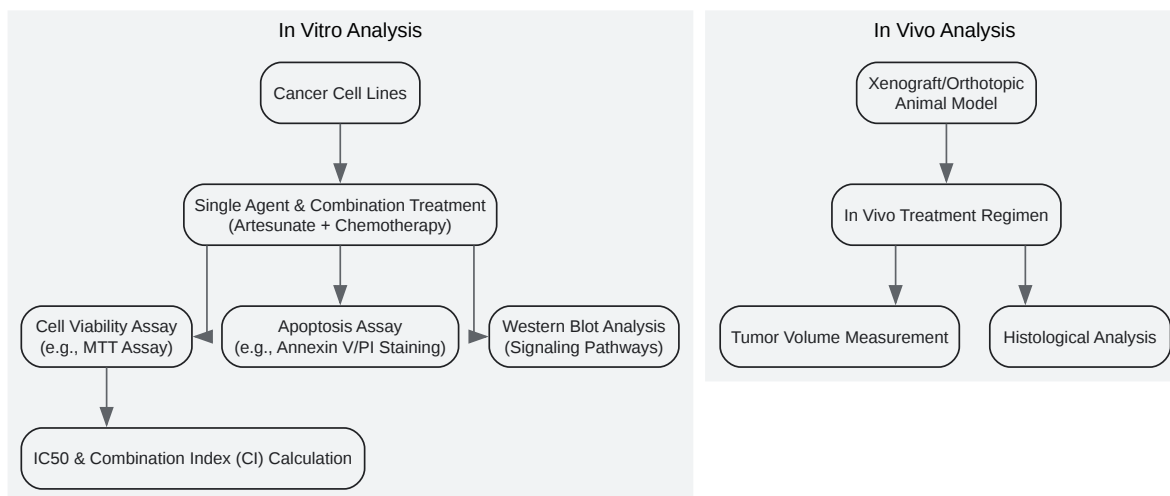 In Vitro Analysis
Cancer Cell Lines
Single Agent & Combination Treatment
(Artesunate + Chemotherapy)
Cell Viability Assay
(e.g., MTT Assay)
Apoptosis Assay
(e.g., Annexin V/PI Staining)
Western Blot Analysis
(Signaling Pathways)
IC50 & Combination Index (CI) Calculation
In Vivo Analysis
Xenograft/Orthotopic
Animal Model
In Vivo Treatment Regimen
Tumor Volume Measurement
Histological Analysis